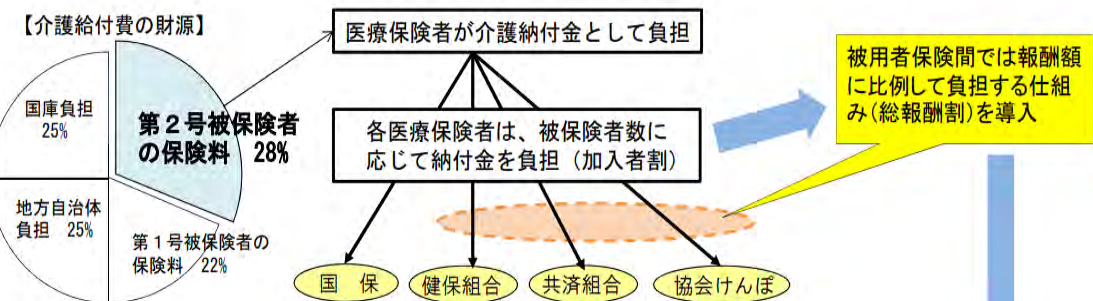 【介護給付費の財源】
国庫負担
25%
第２号被保険者
の保険料　28%
地方自治体
負担　25%
第１号被保険者の
保険料　22%
医療保険者が介護納付金として負担
各医療保険者は、被保険者数に
応じて納付金を負担（加入者割）
国　保
健保組合
共済組合
協会けんぽ
被用者保険間では報酬額
に比例して負担する仕組
み(総報酬割)を導入